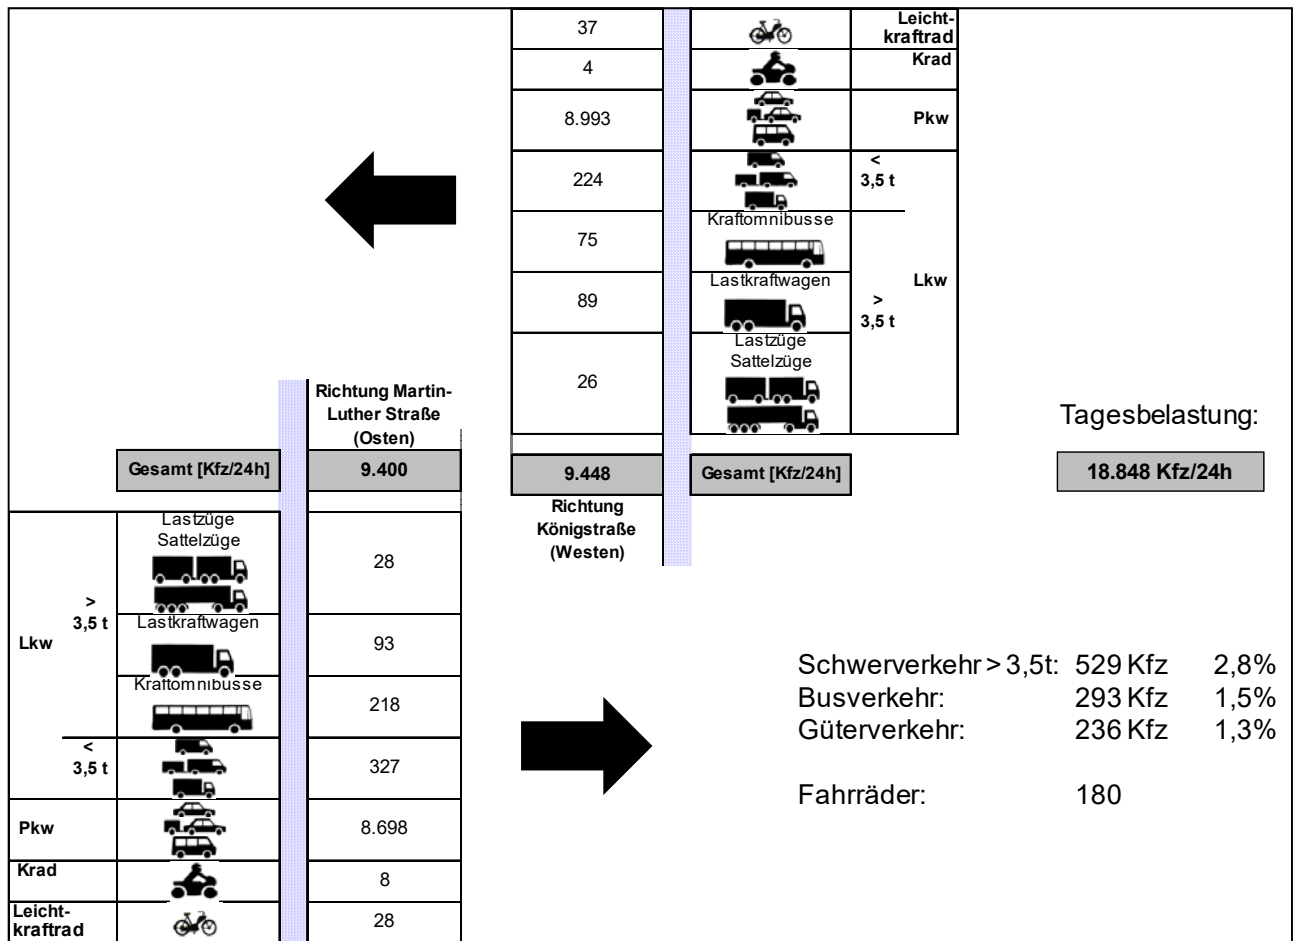 37
Leicht-
kraftrad
4
Krad
8.993
Pkw
224
<
3,5 t
75
Kraftomnibusse
Lkw
89
Lastkraftwagen
>
3,5 t
26
Lastzüge
Sattelzüge
Richtung Martin-
Luther Straße
(Osten)
Tagesbelastung:
Gesamt [Kfz/24h]
9.400
9.448
Gesamt [Kfz/24h]
18.848 Kfz/24h
Richtung
Königstraße
(Westen)
Lastzüge
Sattelzüge
28
>
3,5 t
Lkw
Lastkraftwagen
93
Kraftomnibusse
218
<
3,5 t
327
Pkw
8.698
Krad
8
Leicht-
kraftrad
28
Schwerverkehr > 3,5t: 529 Kfz 2,8%
Busverkehr: 293 Kfz 1,5%
Güterverkehr: 236 Kfz 1,3%
Fahrräder: 180